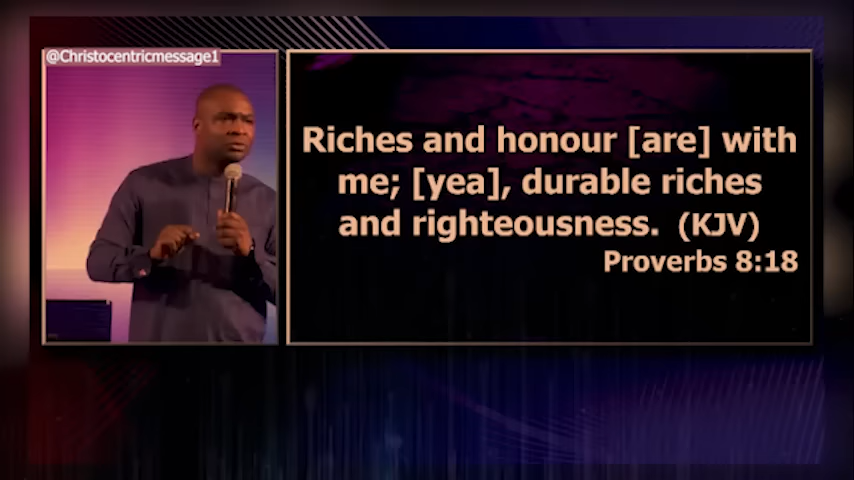 @Christocentricmessage1
Riches and honour [are] with
me; [yea], durable riches
and righteousness. (KJV)
Proverbs 8:18